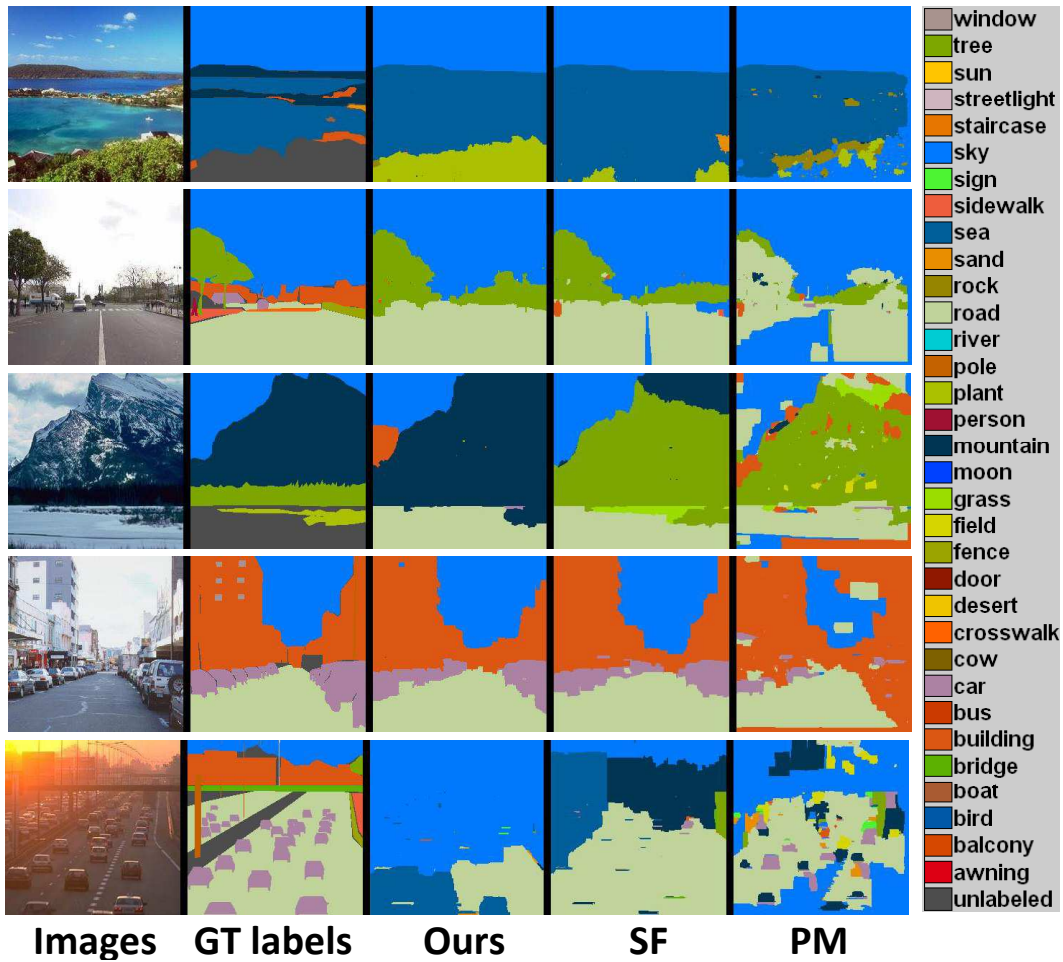 window
tree
sun
streetlight
staircase
sky
sign
sidewalk
sea
sand
rock
road
river
pole
plant
person
mountain
moon
grass
field
fence
door
desert
crosswalk
cow
car
bus
building
bridge
boat
bird
balcony
awning
unlabeled
Images GT labels Ours SF PM